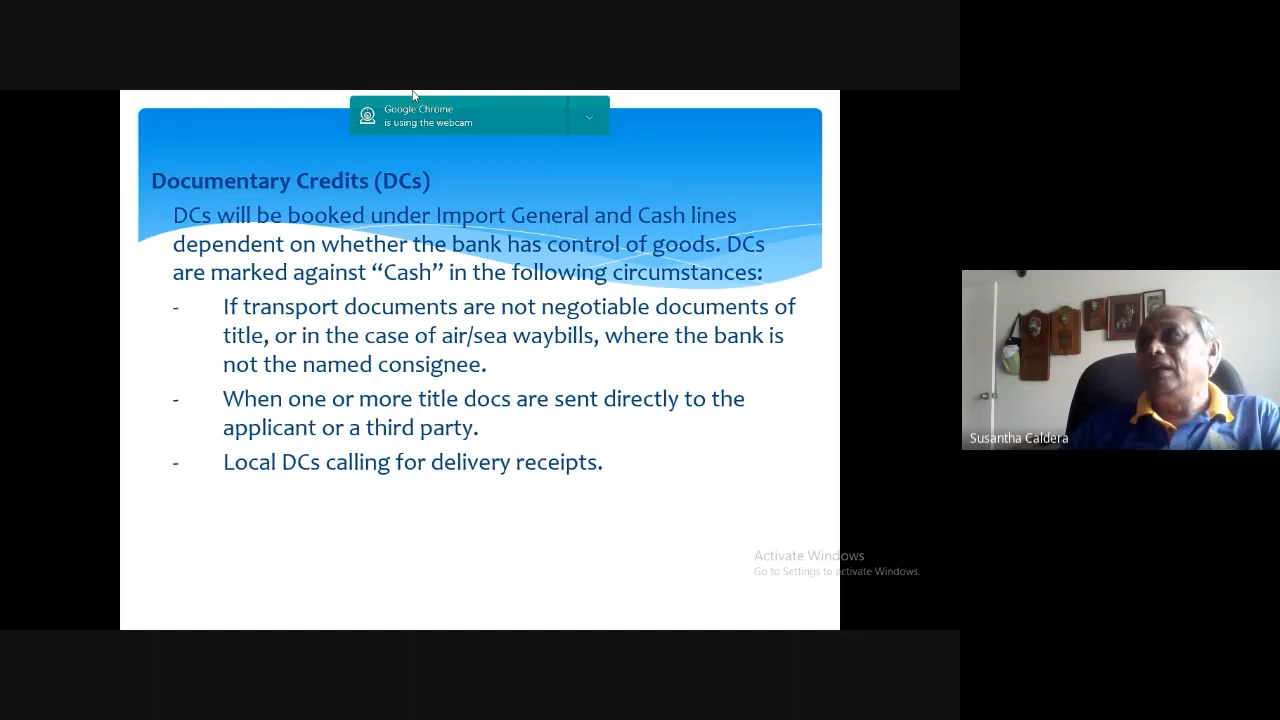 Google Chrome
is using the webcam
Documentary Credits (DCs)
DCs will be booked under Import General and Cash lines
dependent on whether the bank has control of goods. DCs
are marked against “Cash” in the following circumstances:
- If transport documents are not negotiable documents of
title, or in the case of air/sea waybills, where the bank is
not the named consignee.
- When one or more title docs are sent directly to the
applicant or a third party.
- Local DCs calling for delivery receipts.
Susantha Caldera
Activate Windows
Go to Settings to activate Windows.